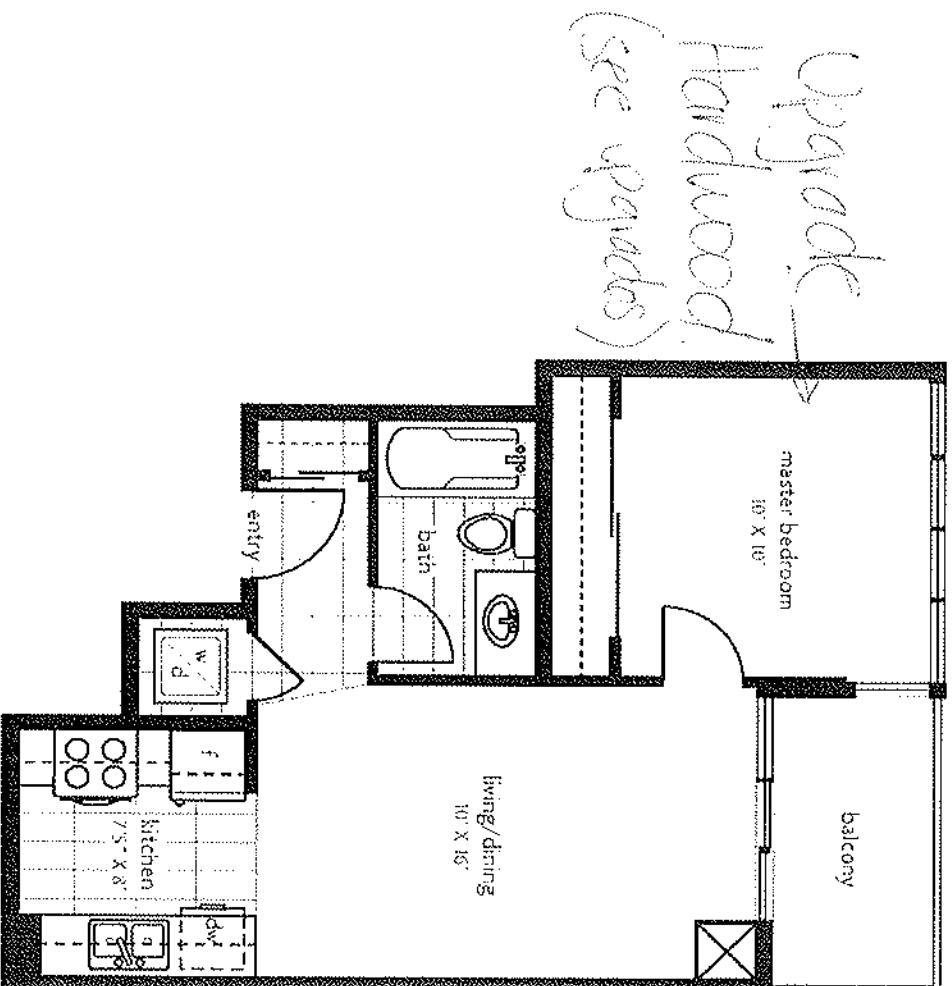 Upgrade
Hardwood
(see upgrades)
master bedroom
10' X 10'
balcony
bath
entry
w/d
living/dining
10' X 16'
f
kitchen
7'5" X 8'
dw